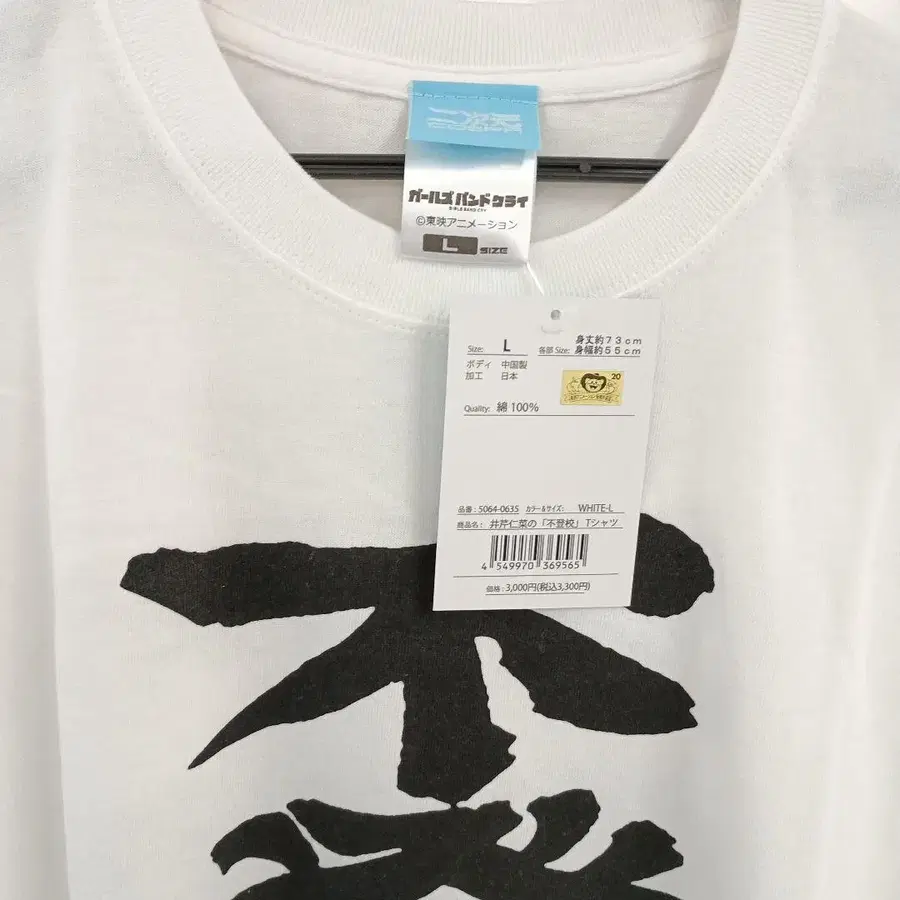 ガールズバンドクライ
GIRLS BAND CRY
©東映アニメーション
L SIZE
Size: L 各部 Size: 身丈約73cm
身幅約55cm
ボディ 中国製
加工 日本
20
Quality: 綿 100%
品番：5064-0635 カラー&サイズ： WHITE-L
商品名： 井芹仁菜の「不登校」Tシャツ
4 549970 369565
価格：3,000円(税込3,300円)
不
登